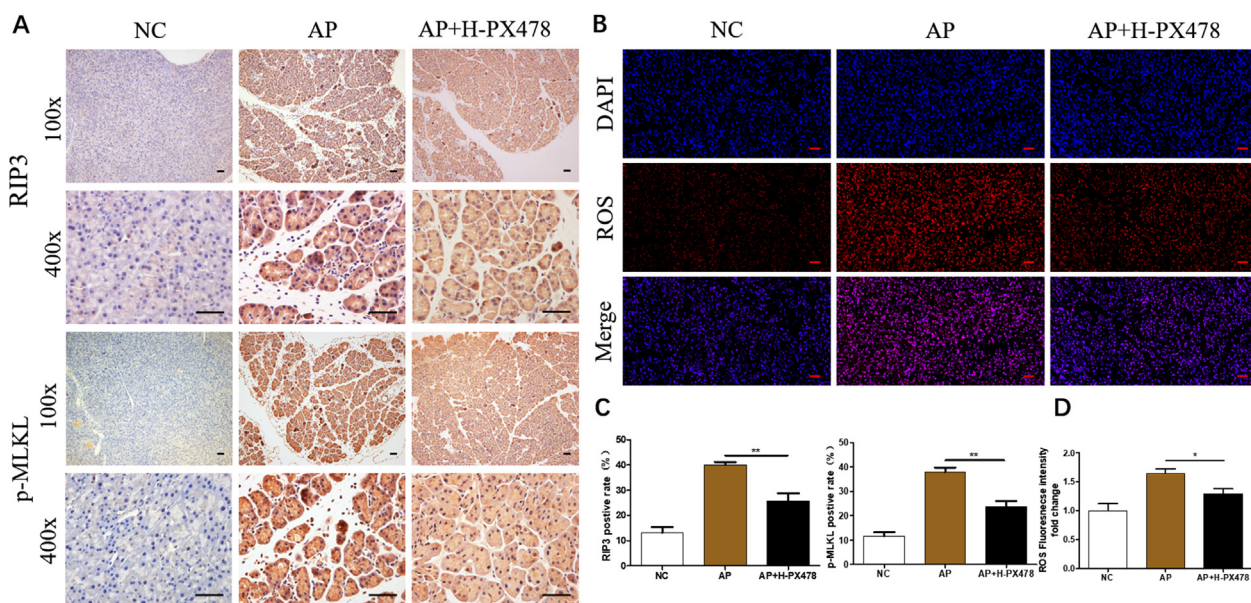 A
NC
AP
AP+H-PX478
RIP3
100x
400x
p-MLKL
100x
400x
B
NC
AP
AP+H-PX478
DAPI
ROS
Merge
C
RIP3 postive rate (%)
50
40
30
20
10
0
**
NC
AP
AP+H-PX478
p-MLKL postive rate (%)
50
40
30
20
10
0
**
NC
AP
AP+H-PX478
D
ROS Fluoresnecse intensity
fold change
2.0
1.5
1.0
0.5
0.0
*
NC
AP
AP+H-PX478